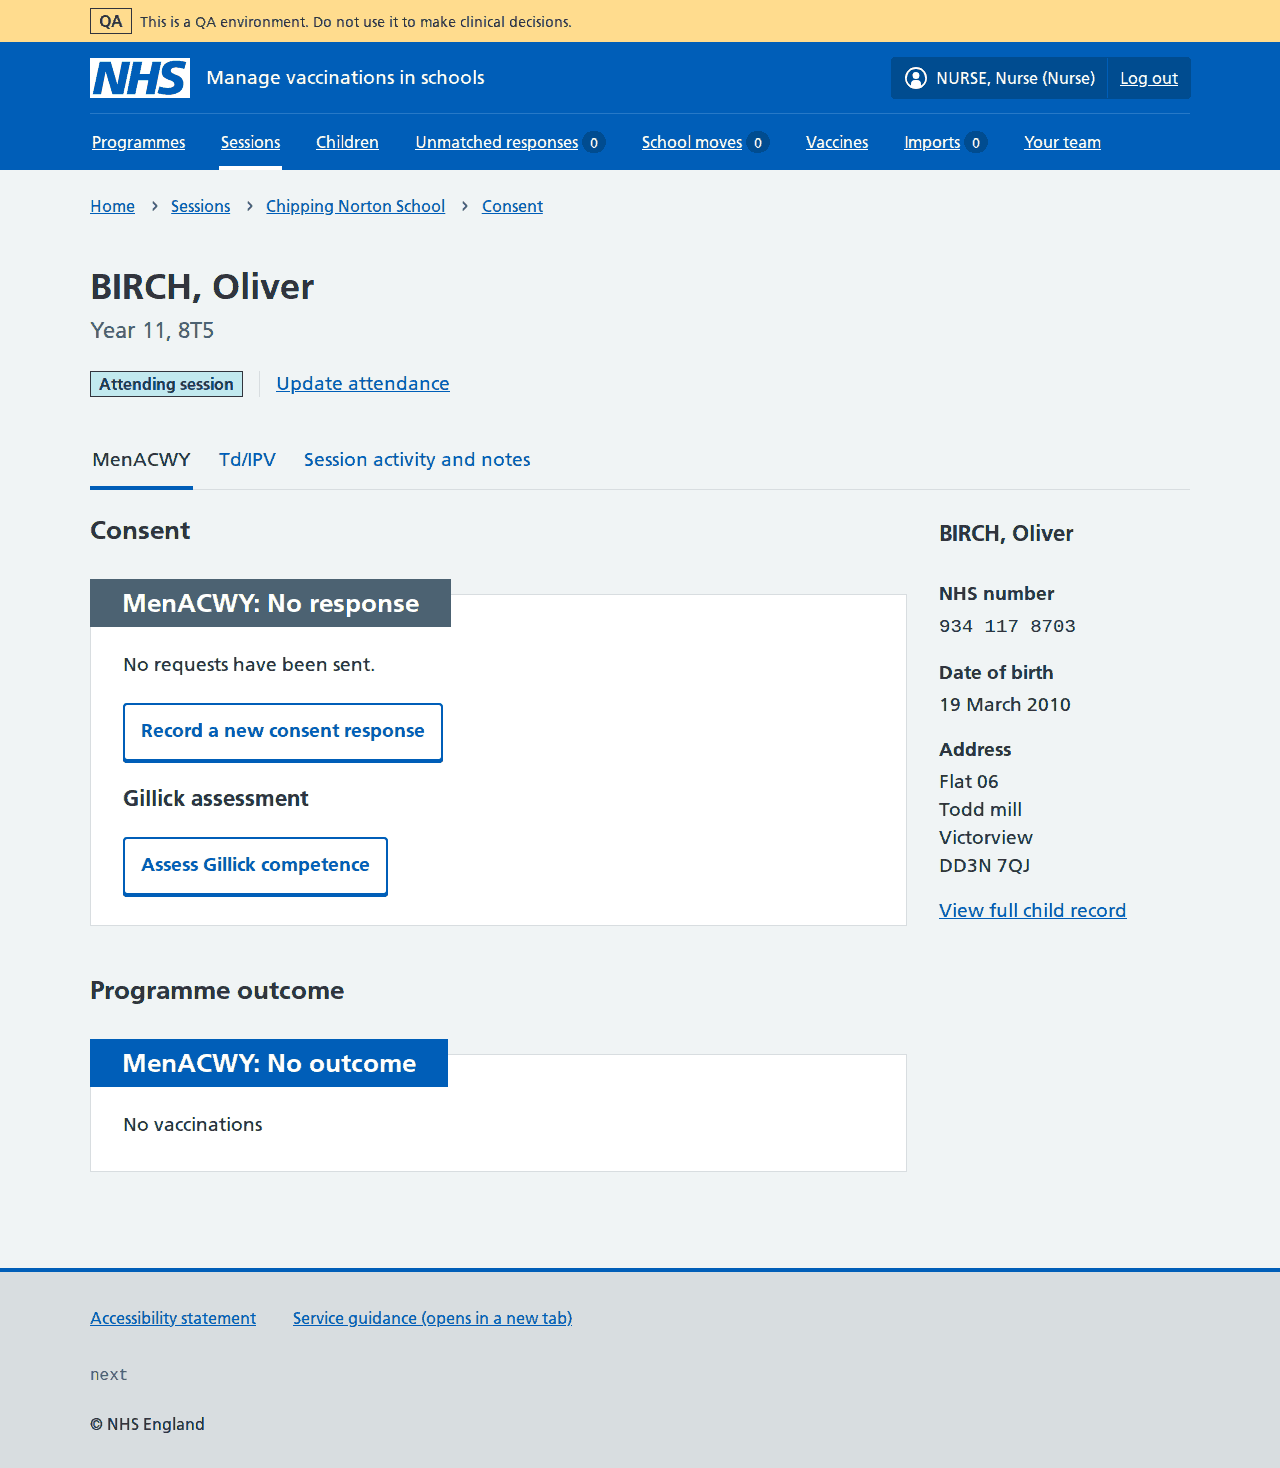 QA This is a QA environment. Do not use it to make clinical decisions.
NHS Manage vaccinations in schools NURSE, Nurse (Nurse) Log out
Programmes Sessions Children Unmatched responses 0 School moves 0 Vaccines Imports 0 Your team
Home Sessions Chipping Norton School Consent
BIRCH, Oliver
Year 11, 8T5
Attending session Update attendance
MenACWY Td/IPV Session activity and notes
Consent
MenACWY: No response
No requests have been sent.
Record a new consent response
Gillick assessment
Assess Gillick competence
Programme outcome
MenACWY: No outcome
No vaccinations
BIRCH, Oliver
NHS number
934 117 8703
Date of birth
19 March 2010
Address
Flat 06
Todd mill
Victorview
DD3N 7QJ
View full child record
Accessibility statement Service guidance (opens in a new tab)
next
© NHS England